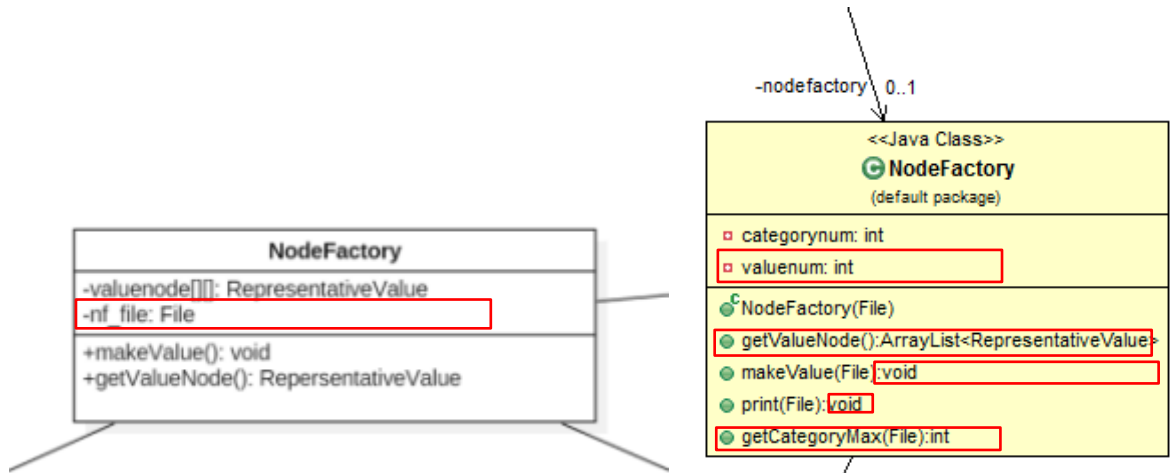 NodeFactory
-valuenode[][]: RepresentativeValue
-nf_file: File
+makeValue(): void
+getValueNode(): RepersentativeValue
-nodefactory 0..1
<<Java Class>>
C NodeFactory
(default package)
categorynum: int
valuenum: int
C NodeFactory(File)
getValueNode():ArrayList<RepresentativeValue>
makeValue(File):void
print(File):void
getCategoryMax(File):int